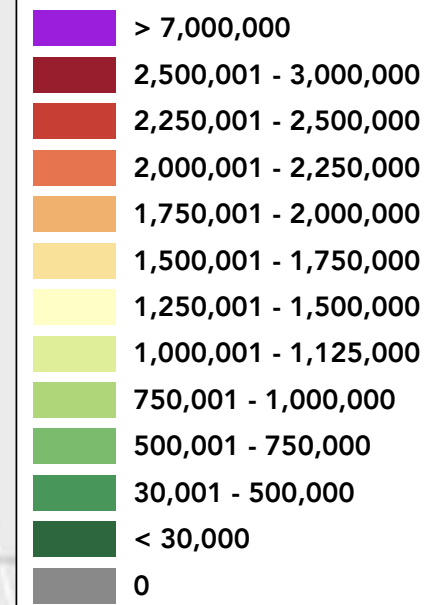 > 7,000,000
2,500,001 - 3,000,000
2,250,001 - 2,500,000
2,000,001 - 2,250,000
1,750,001 - 2,000,000
1,500,001 - 1,750,000
1,250,001 - 1,500,000
1,000,001 - 1,125,000
750,001 - 1,000,000
500,001 - 750,000
30,001 - 500,000
< 30,000
0